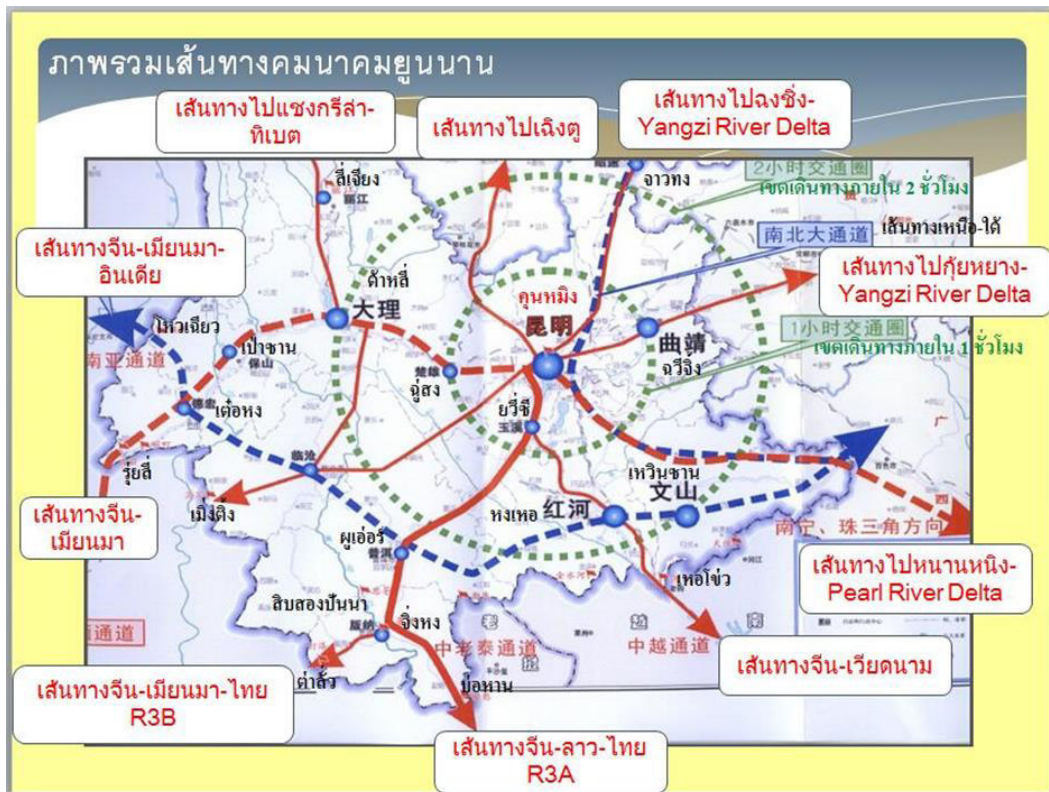 ภาพรวมเส้นทางคมนาคมยูนนาน
เส้นทางไปแชงกรีล่า-
ทิเบต
เส้นทางไปเฉิงตู
เส้นทางไปฉงชิ่ง-
Yangzi River Delta
ลี่เจียง
丽江
จาวทง
2小时交通圈
เขตเดินทางภายใน 2 ชั่วโมง
南北大通道
เส้นทางเหนือ-ใต้
เส้นทางจีน-เมียนมา-
อินเดีย
เส้นทางไปกุ้ยหยาง-
Yangzi River Delta
ต้าหลี่
大理
คุนหมิง
昆明
曲靖
ฉวีจิ้ง
1小时交通圈
เขตเดินทางภายใน 1 ชั่วโมง
โหวเฉียว
南亚通道
เป่าซาน
保山
楚雄
ฉู่สง
เต๋อหง
德宏
ยวี่ซี
玉溪
รุ่ยลี่
临沧
เมิ่งติ้ง
เหวินซาน
文山
หงเหอ
红河
广
西
南宁、珠三角方向
เส้นทางจีน-
เมียนมา
ผูเอ่อร์
普洱
เหอโข่ว
เส้นทางไปหนานหนิง-
Pearl River Delta
สิบสองปันนา
จิ่งหง
版纳
中老泰通道
老
挝
越
南
中越通道
通道
ต่าลั้ว
บ่อหาน
เส้นทางจีน-เวียดนาม
เส้นทางจีน-เมียนมา-ไทย
R3B
เส้นทางจีน-ลาว-ไทย
R3A